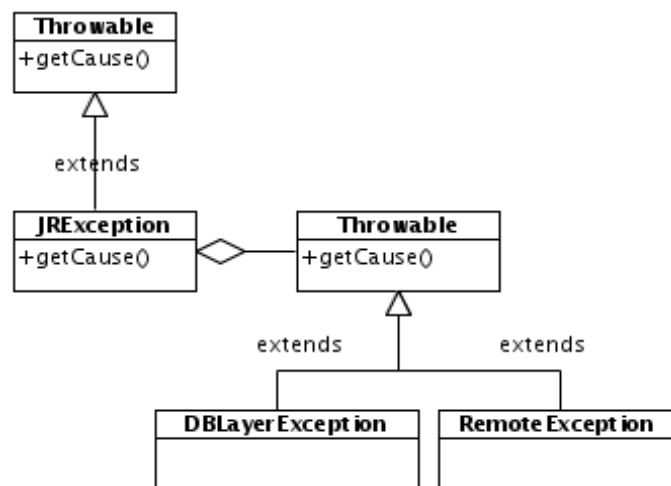 Throwable
+getCause()
extends
JRException
+getCause()
Throwable
+getCause()
extends
extends
DBLayerException
RemoteException